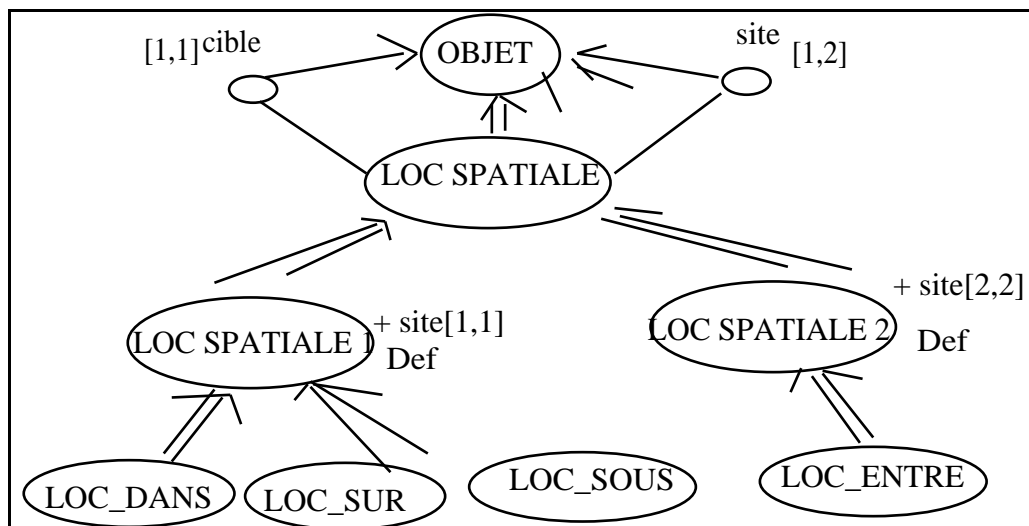 [1,1] cible
OBJET
site [1,2]
LOC SPATIALE
LOC SPATIALE 1
+ site[1,1]
Def
LOC SPATIALE 2
+ site[2,2]
Def
LOC_DANS
LOC_SUR
LOC_SOUS
LOC_ENTRE